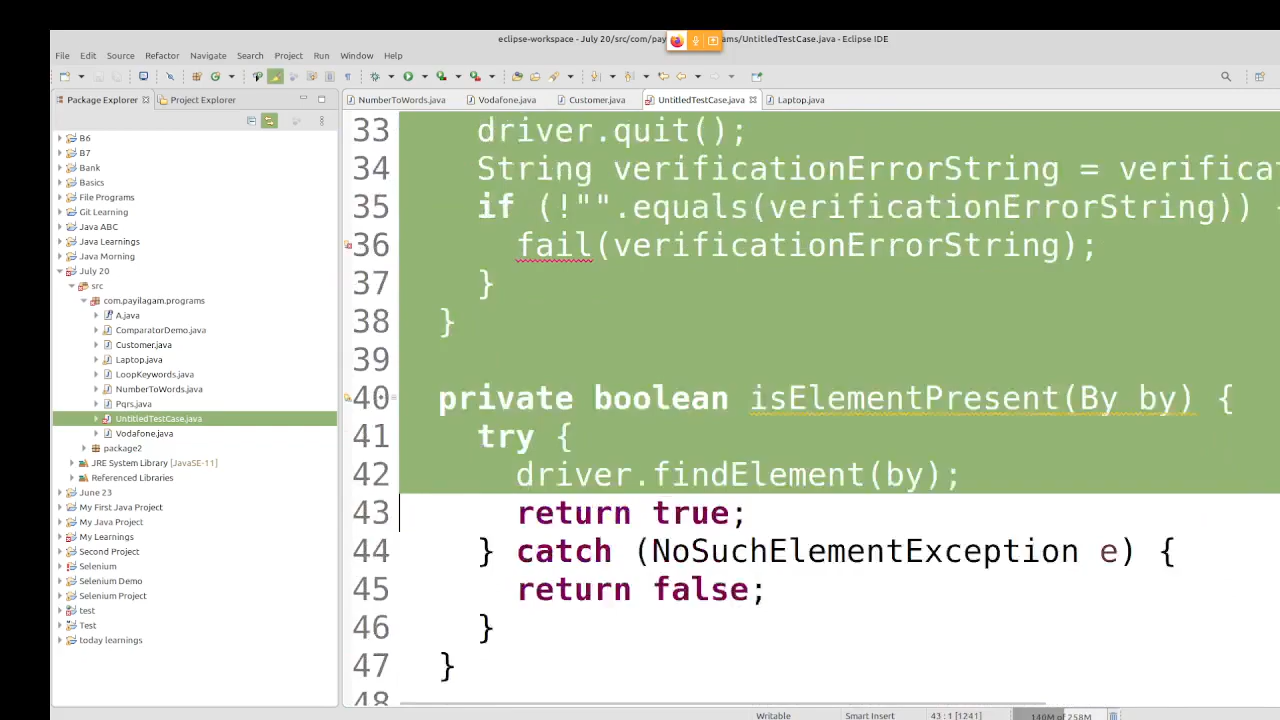 eclipse-workspace - July 20/src/com/pay ams/UntitledTestCase.java - Eclipse IDE
File Edit Source Refactor Navigate Search Project Run Window Help
Package Explorer Project Explorer
NumberToWords.java Vodafone.java Customer.java UntitledTestCase.java Laptop.java
B6
B7
Bank
Basics
File Programs
Git Learning
Java ABC
Java Learnings
Java Morning
July 20
src
com.payilagam.programs
A.java
ComparatorDemo.java
Customer.java
Laptop.java
LoopKeywords.java
NumberToWords.java
Pqrs.java
UntitledTestCase.java
Vodafone.java
package2
JRE System Library [JavaSE-11]
Referenced Libraries
June 23
My First Java Project
My Java Project
My Learnings
Second Project
Selenium
Selenium Demo
Selenium Project
test
Test
today learnings
33 driver.quit();
34 String verificationErrorString = verificat
35 if (!"".equals(verificationErrorString)) {
36 fail(verificationErrorString);
37 }
38 }
39
40 private boolean isElementPresent(By by) {
41 try {
42 driver.findElement(by);
43 return true;
44 } catch (NoSuchElementException e) {
45 return false;
46 }
47 }
48
Writable Smart Insert 43 : 1 [1241] 140M of 258M